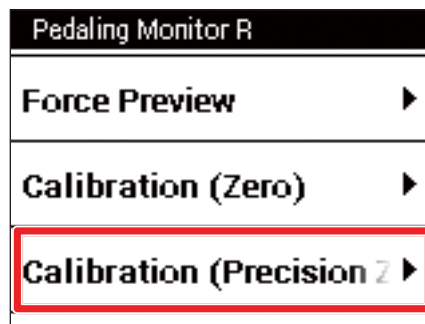 Pedaling Monitor R
Force Preview
Calibration (Zero)
Calibration (Precision Z